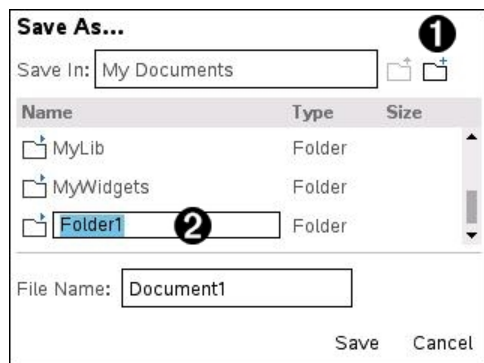 Save As...
1
Save In: My Documents
Name Type Size
MyLib Folder
MyWidgets Folder
Folder1 2 Folder
File Name: Document1
Save Cancel